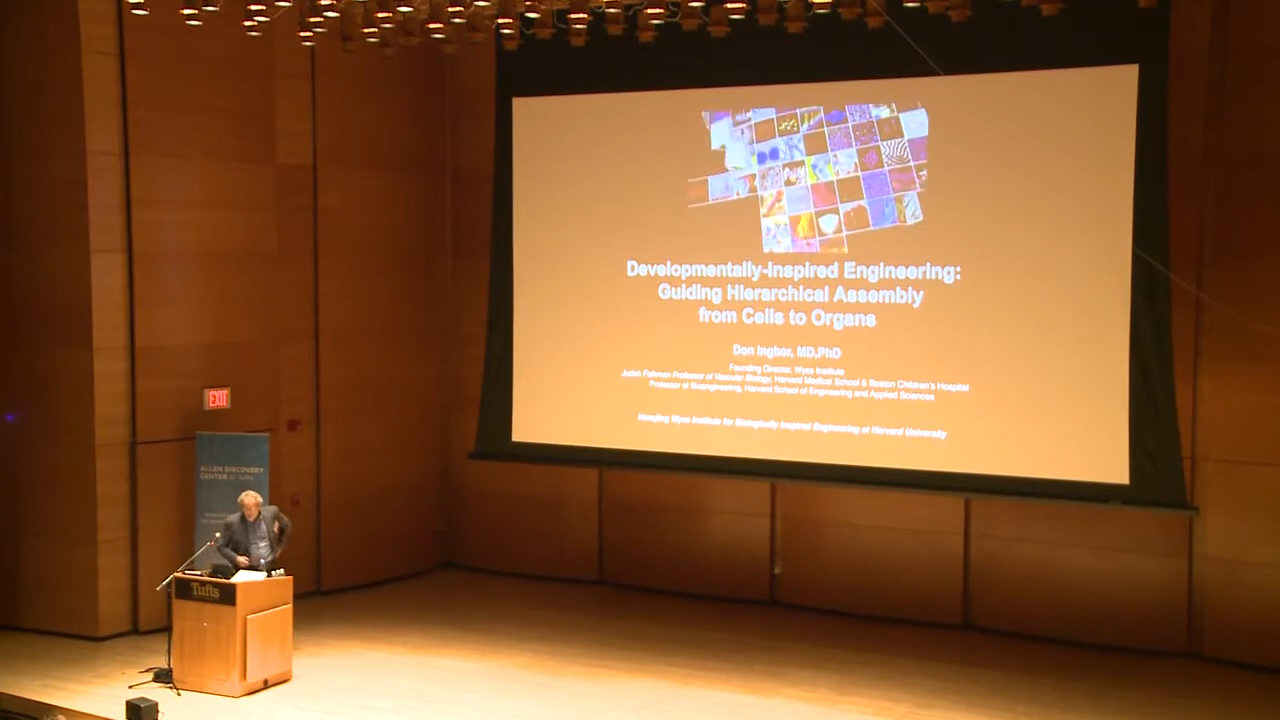 Developmentally-Inspired Engineering:
Guiding Hierarchical Assembly
from Cells to Organs
Don Ingber, MD,PhD
Founding Director, Wyss Institute
Judah Folkman Professor of Vascular Biology, Harvard Medical School & Boston Children's Hospital
Professor of Bioengineering, Harvard School of Engineering and Applied Sciences
Wyss Institute for Biologically Inspired Engineering at Harvard University
EXIT
ALLEN DISCOVERY
CENTER at Tufts
Tufts